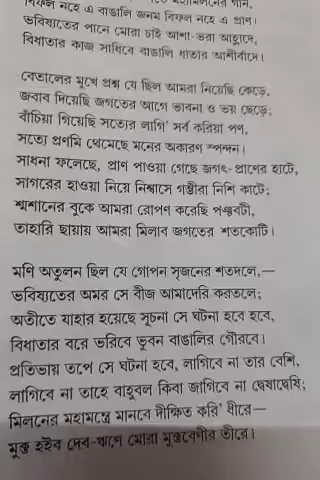 বিফল নহে এ বাঙালি জনম বিফল নহে এ প্রাণ।
ভবিষ্যতের পানে মোরা চাই আশা-ভরা আহ্লাদে,
বিধাতার কাজ সাধিবে বাঙালি ধাতার আশীর্বাদে।
বেতালের মুখে প্রশ্ন যে ছিল আমরা নিয়েছি কেড়ে,
জবাব দিয়েছি জগতের আগে ভাবনা ও ভয় ছেড়ে;
বাঁচিয়া গিয়েছি সত্যের লাগি' সর্ব করিয়া পণ,
সত্যে প্রণমি থেমেছে মনের অকারণ স্পন্দন।
সাধনা ফলেছে, প্রাণ পাওয়া গেছে জগৎ-প্রাণের হাটে,
সাগরের হাওয়া নিয়ে নিশ্বাসে গম্ভীরা নিশি কাটে;
শ্মশানের বুকে আমরা রোপণ করেছি পঞ্চবটী,
তাহারি ছায়ায় আমরা মিলাব জগতের শতকোটি।
মণি অতুলন ছিল যে গোপন সৃজনের শতদলে,—
ভবিষ্যতের অমর সে বীজ আমাদেরি করতলে;
অতীতে যাহার হয়েছে সূচনা সে ঘটনা হবে হবে,
বিধাতার বরে ভরিবে ভুবন বাঙালির গৌরবে।
প্রতিভায় তপে সে ঘটনা হবে, লাগিবে না তার বেশি,
লাগিবে না তাহে বাহুবল কিবা জাগিবে না দ্বেষাদ্বেষি;
মিলনের মহামন্ত্রে মানবে দীক্ষিত করি' ধীরে—
মুক্ত হইব দেব-ঋণে মোরা মুক্তবেণীর তীরে।